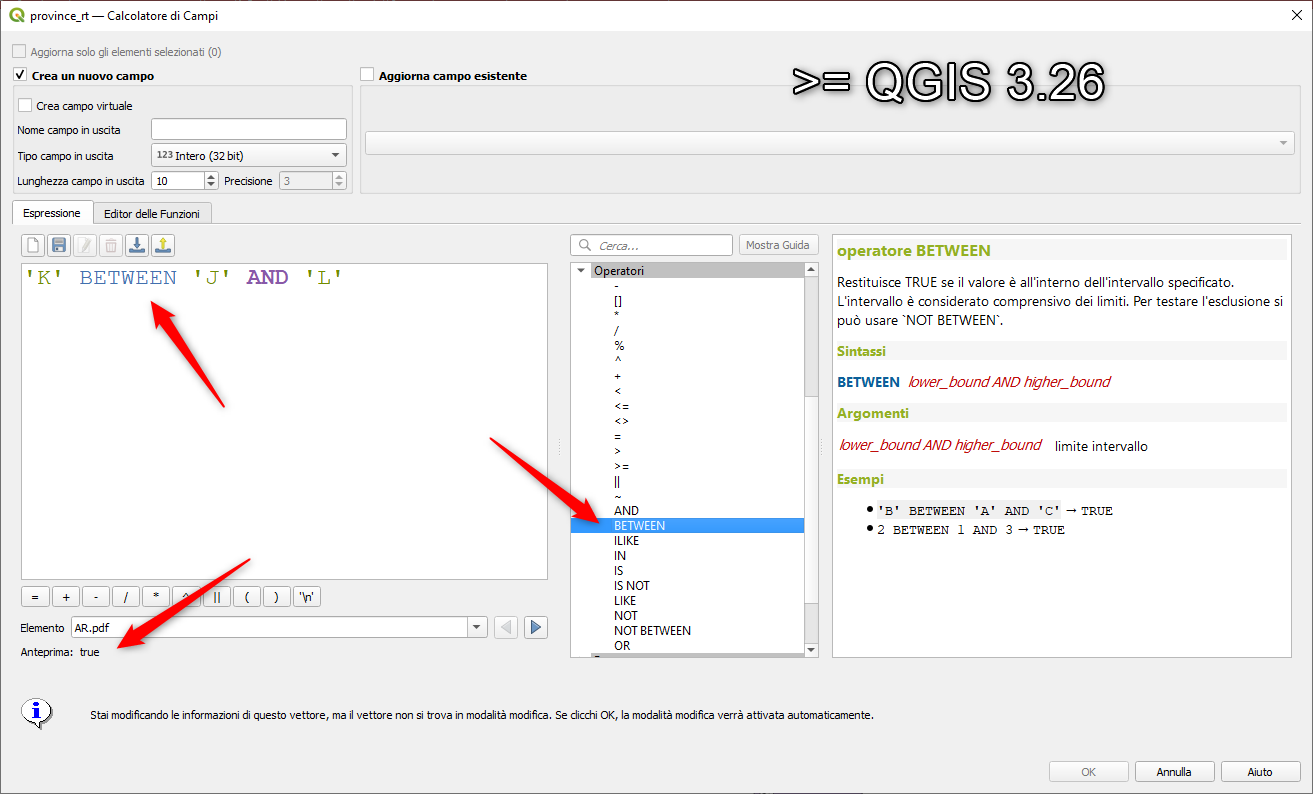 province_rt — Calcolatore di Campi
Aggiorna solo gli elementi selezionati (0)
Crea un nuovo campo
Aggiorna campo esistente
>= QGIS 3.26
Crea campo virtuale
Nome campo in uscita
Tipo campo in uscita
123 Intero (32 bit)
Lunghezza campo in uscita 10 Precisione 3
Espressione Editor delle Funzioni
Cerca...
Mostra Guida
'K' BETWEEN 'J' AND 'L'
Operatori
-
[]
*
/
%
^
+
<
<=
<>
=
>
>=
||
~
AND
BETWEEN
ILIKE
IN
IS
IS NOT
LIKE
NOT
NOT BETWEEN
OR
operatore BETWEEN
Restituisce TRUE se il valore è all'interno dell'intervallo specificato.
L'intervallo è considerato comprensivo dei limiti. Per testare l'esclusione si
può usare `NOT BETWEEN`.
Sintassi
BETWEEN lower_bound AND higher_bound
Argomenti
lower_bound AND higher_bound limite intervallo
Esempi
• 'B' BETWEEN 'A' AND 'C' → TRUE
• 2 BETWEEN 1 AND 3 → TRUE
= + - / * ^ || ( ) '\n'
Elemento AR.pdf
Anteprima: true
Stai modificando le informazioni di questo vettore, ma il vettore non si trova in modalità modifica. Se clicchi OK, la modalità modifica verrà attivata automaticamente.
OK Annulla Aiuto